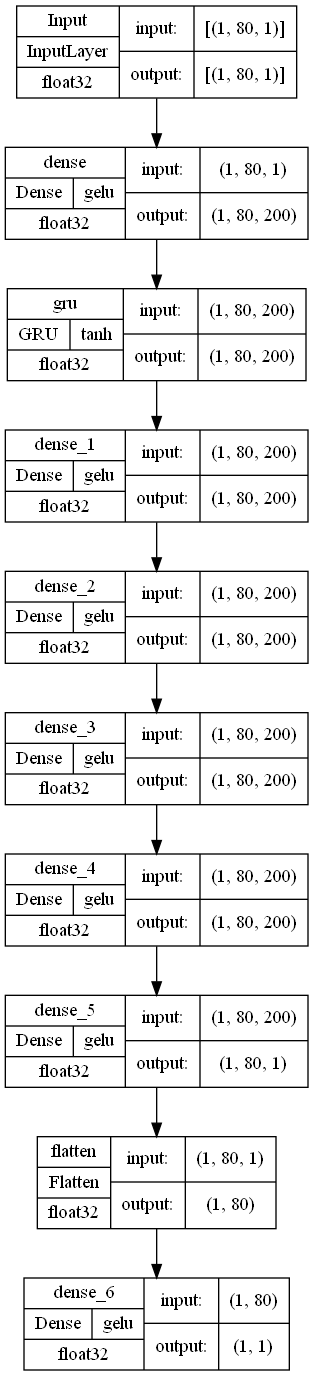 Input
input:
[(1, 80, 1)]
InputLayer
float32
output:
[(1, 80, 1)]
dense
input:
(1, 80, 1)
Dense
gelu
float32
output:
(1, 80, 200)
gru
input:
(1, 80, 200)
GRU
tanh
float32
output:
(1, 80, 200)
dense_1
input:
(1, 80, 200)
Dense
gelu
float32
output:
(1, 80, 200)
dense_2
input:
(1, 80, 200)
Dense
gelu
float32
output:
(1, 80, 200)
dense_3
input:
(1, 80, 200)
Dense
gelu
float32
output:
(1, 80, 200)
dense_4
input:
(1, 80, 200)
Dense
gelu
float32
output:
(1, 80, 200)
dense_5
input:
(1, 80, 200)
Dense
gelu
float32
output:
(1, 80, 1)
flatten
input:
(1, 80, 1)
Flatten
float32
output:
(1, 80)
dense_6
input:
(1, 80)
Dense
gelu
float32
output:
(1, 1)